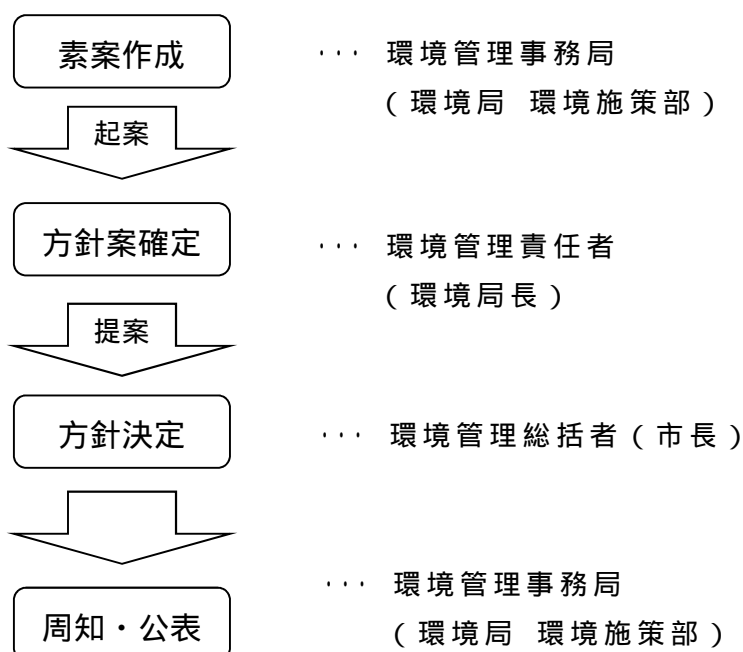 素案作成 ··· 環境管理事務局
(環境局 環境施策部)
起案
方針案確定 ··· 環境管理責任者
(環境局長)
提案
方針決定 ··· 環境管理総括者(市長)
··· 環境管理事務局
周知・公表 (環境局 環境施策部)